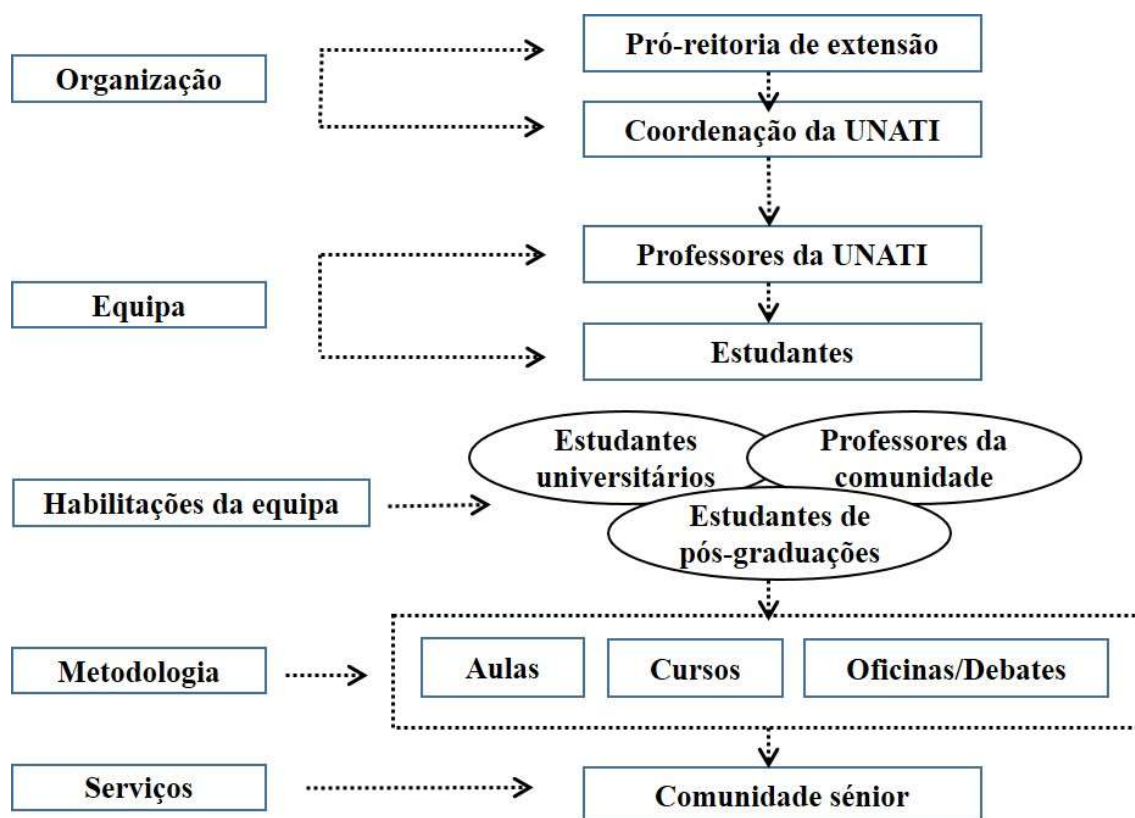 Organização
Pró-reitoria de extensão
Coordenação da UNATI
Equipa
Professores da UNATI
Estudantes
Habilitações da equipa
Estudantes
universitários
Professores da
comunidade
Estudantes de
pós-graduações
Metodologia
Aulas
Cursos
Oficinas/Debates
Serviços
Comunidade sénior